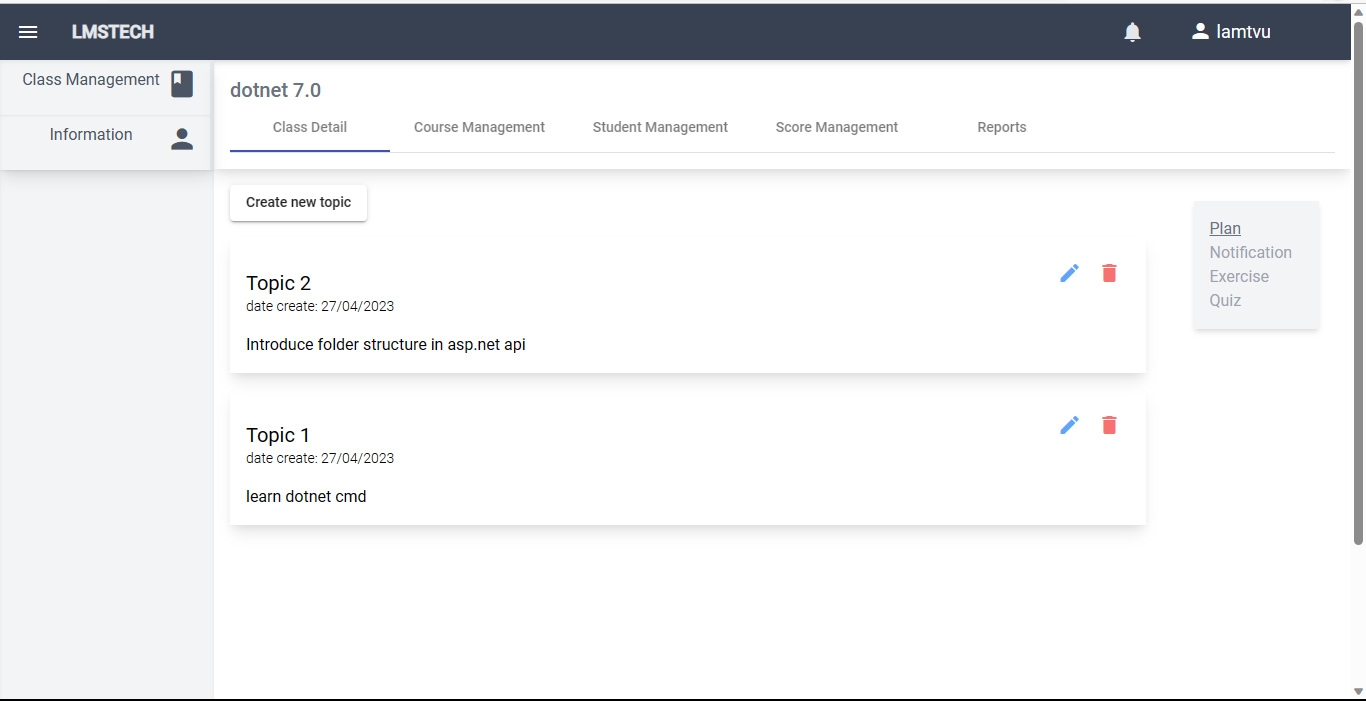 LMSTECH
lamtvu
Class Management
Information
dotnet 7.0
Class Detail
Course Management
Student Management
Score Management
Reports
Create new topic
Topic 2
date create: 27/04/2023
Introduce folder structure in asp.net api
Topic 1
date create: 27/04/2023
learn dotnet cmd
Plan
Notification
Exercise
Quiz